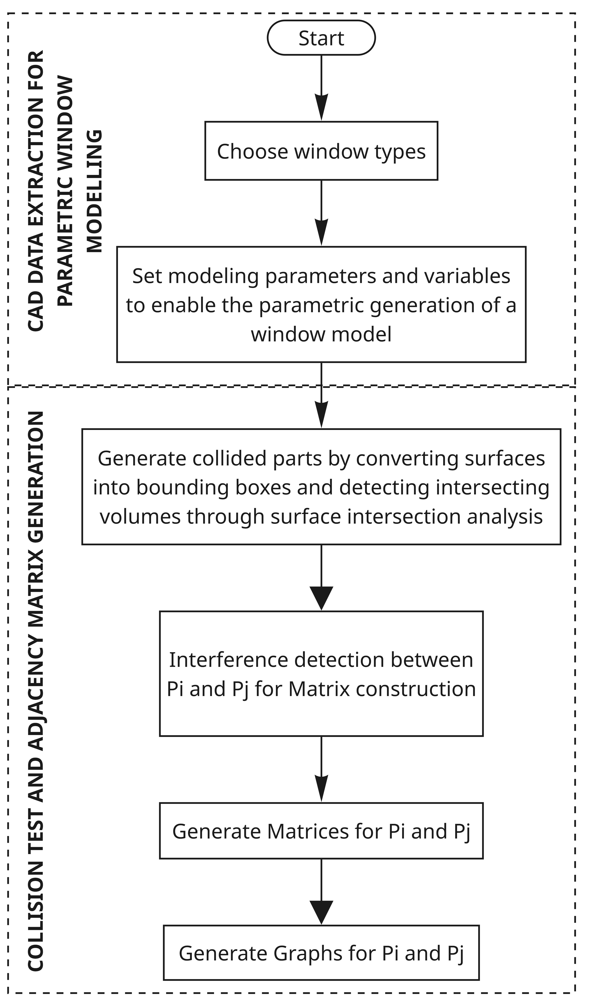 CAD DATA EXTRACTION FOR
PARAMETRIC WINDOW
MODELLING
Start
Choose window types
Set modeling parameters and variables
to enable the parametric generation of a
window model
COLLISION TEST AND ADJACENCY MATRIX GENERATION
Generate collided parts by converting surfaces
into bounding boxes and detecting intersecting
volumes through surface intersection analysis
Interference detection between
Pi and Pj for Matrix construction
Generate Matrices for Pi and Pj
Generate Graphs for Pi and Pj